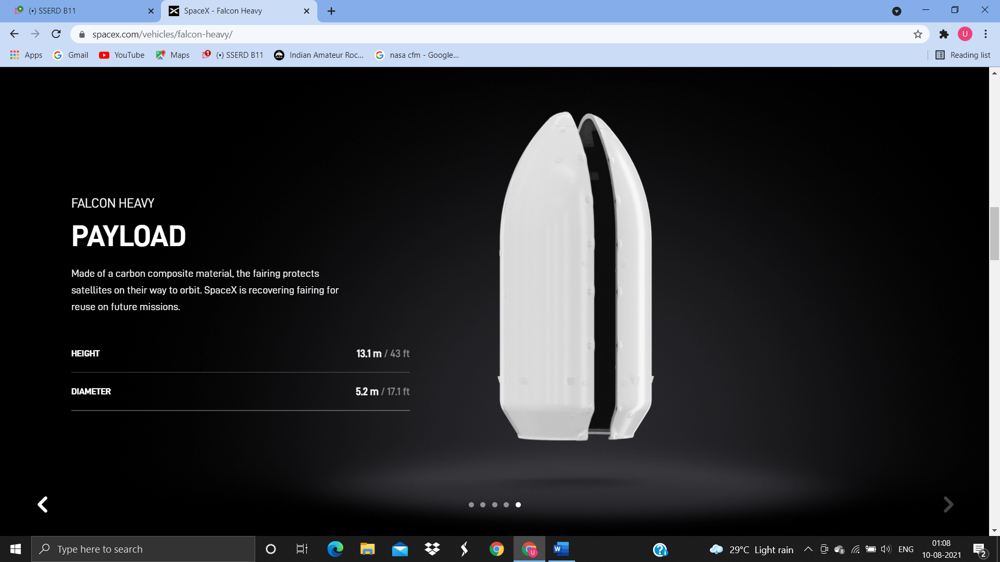 (•) SSERD B11
SpaceX - Falcon Heavy
spacex.com/vehicles/falcon-heavy/
U
Apps
Gmail
YouTube
Maps
1
(•) SSERD B11
Indian Amateur Roc...
nasa cfm - Google...
Reading list
FALCON HEAVY
PAYLOAD
Made of a carbon composite material, the fairing protects
satellites on their way to orbit. SpaceX is recovering fairing for
reuse on future missions.
HEIGHT 13.1 m / 43 ft
DIAMETER 5.2 m / 17.1 ft
Type here to search
U
W
29°C Light rain
ENG
01:08
10-08-2021
2